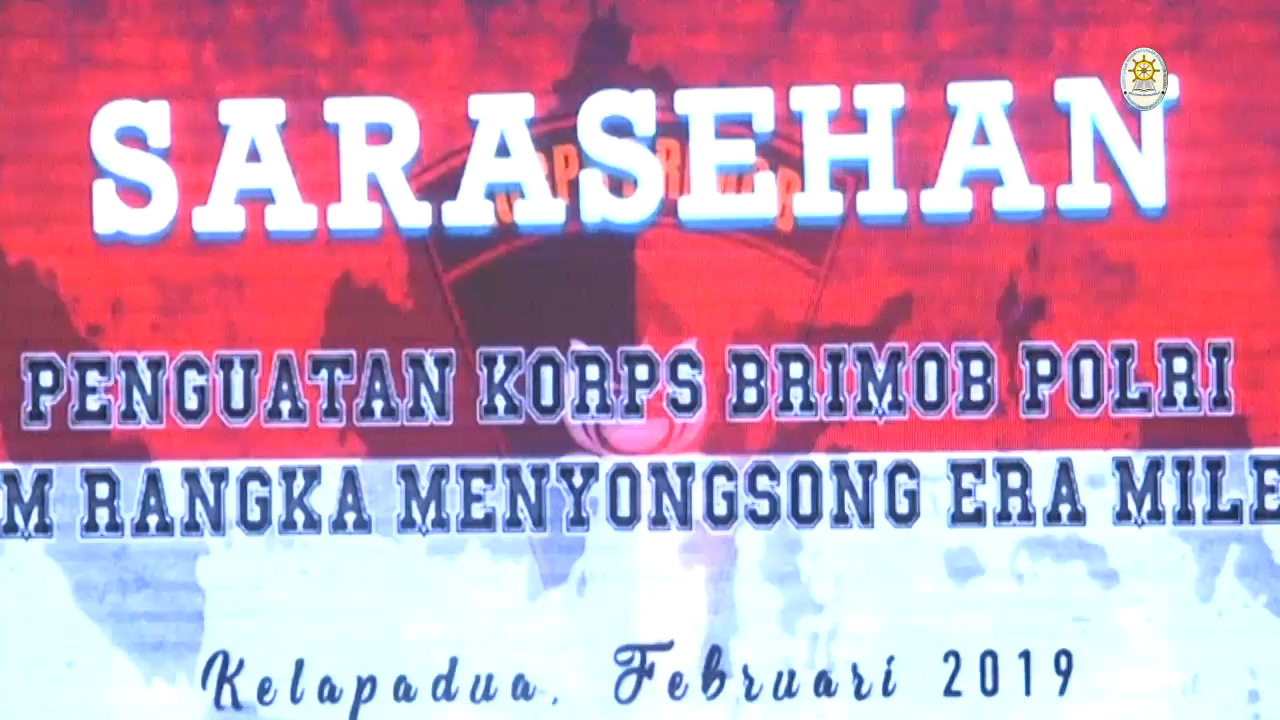 SARASEHAN
PENGUATAN KORPS BRIMOB POLRI
M RANGKA MENYONGSONG ERA MILE
Kelapadua, Februari 2019